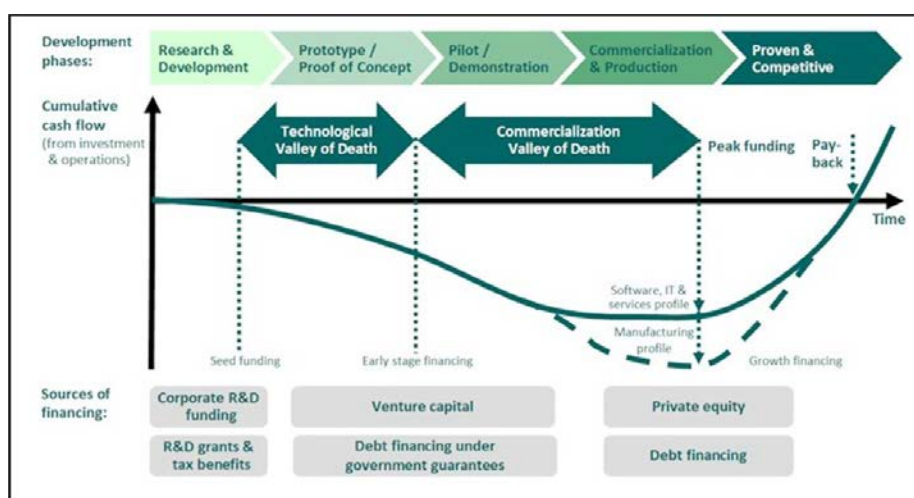 Development
phases:
Research &
Development
Prototype /
Proof of Concept
Pilot /
Demonstration
Commercialization
& Production
Proven &
Competitive
Cumulative
cash flow
(from investment
& operations)
Technological
Valley of Death
Commercialization
Valley of Death
Peak funding
Pay-
back
Time
Software, IT &
services profile
Manufacturing
profile
Seed funding
Early stage financing
Growth financing
Sources of
financing:
Corporate R&D
funding
Venture capital
Private equity
R&D grants &
tax benefits
Debt financing under
government guarantees
Debt financing